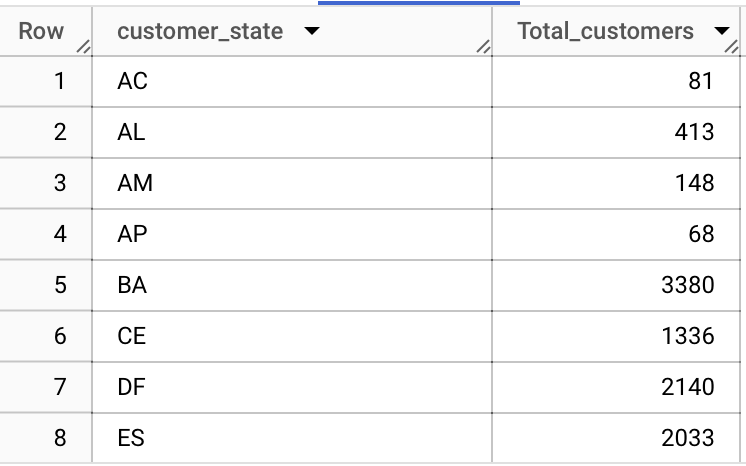 Row customer_state Total_customers
1 AC 81
2 AL 413
3 AM 148
4 AP 68
5 BA 3380
6 CE 1336
7 DF 2140
8 ES 2033